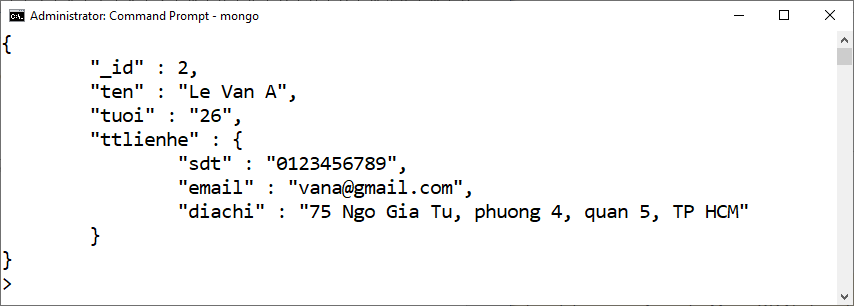 Administrator: Command Prompt - mongo
{
"_id" : 2,
"ten" : "Le Van A",
"tuoi" : "26",
"ttlienhe" : {
"sdt" : "0123456789",
"email" : "vana@gmail.com",
"diachi" : "75 Ngo Gia Tu, phuong 4, quan 5, TP HCM"
}
}
>